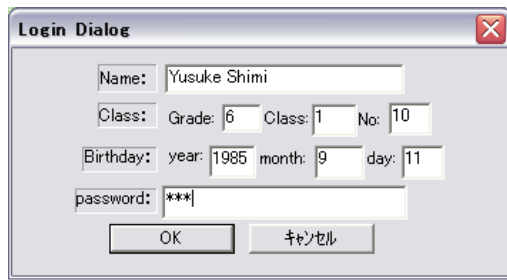 Login Dialog
Name: Yusuke Shimi
Class: Grade: 6 Class: 1 No: 10
Birthday: year: 1985 month: 9 day: 11
password: ***
OK キャンセル